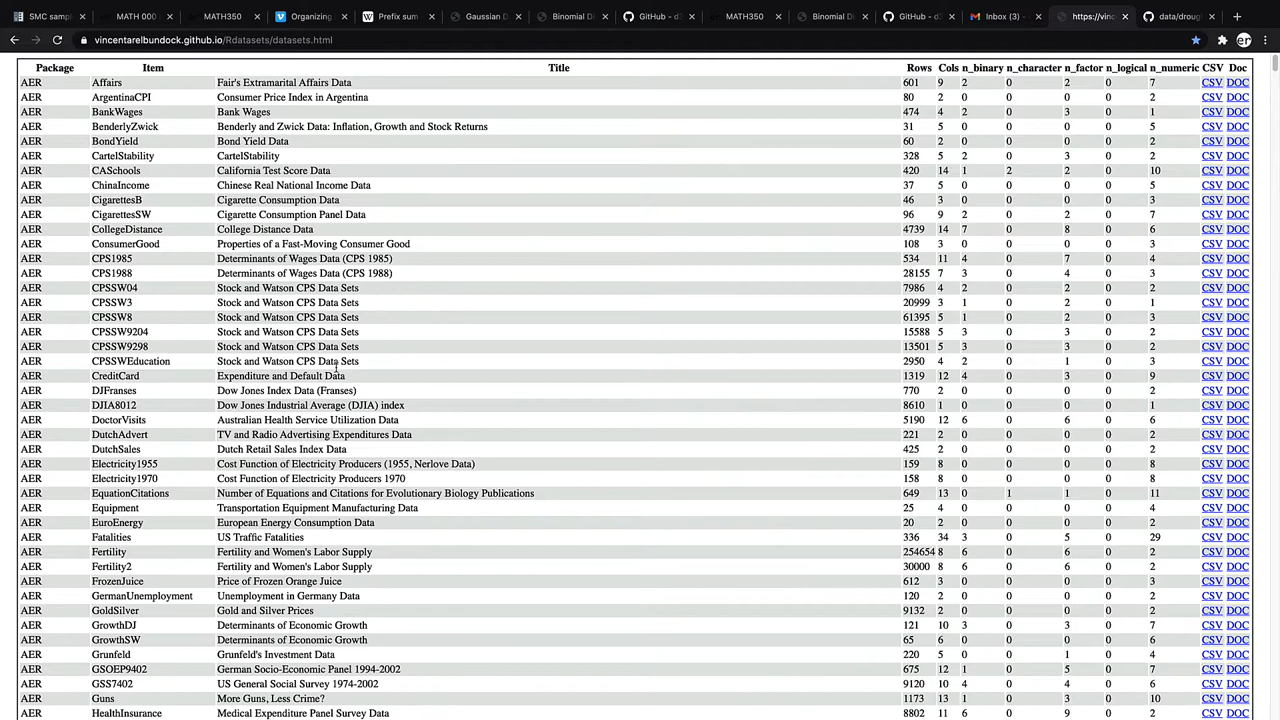 SMC sampl
MATH 000
MATH350
Organizing
Prefix sum
Gaussian D
Binomial Di
GitHub - d3
MATH350
Binomial Di
GitHub - d3
Inbox (3) -
https://vinc
data/droug
vincentarelbundock.github.io/Rdatasets/datasets.html
er
Package Item Title Rows Cols n_binary n_character n_factor n_logical n_numeric CSV Doc
AER Affairs Fair's Extramarital Affairs Data 601 9 2 0 2 0 7 CSV DOC
AER ArgentinaCPI Consumer Price Index in Argentina 80 2 0 0 0 0 2 CSV DOC
AER BankWages Bank Wages 474 4 2 0 3 0 1 CSV DOC
AER BenderlyZwick Benderly and Zwick Data: Inflation, Growth and Stock Returns 31 5 0 0 0 0 5 CSV DOC
AER BondYield Bond Yield Data 60 2 0 0 0 0 2 CSV DOC
AER CartelStability CartelStability 328 5 2 0 3 0 2 CSV DOC
AER CASchools California Test Score Data 420 14 1 2 2 0 10 CSV DOC
AER ChinaIncome Chinese Real National Income Data 37 5 0 0 0 0 5 CSV DOC
AER CigarettesB Cigarette Consumption Data 46 3 0 0 0 0 3 CSV DOC
AER CigarettesSW Cigarette Consumption Panel Data 96 9 2 0 2 0 7 CSV DOC
AER CollegeDistance College Distance Data 4739 14 7 0 8 0 6 CSV DOC
AER ConsumerGood Properties of a Fast-Moving Consumer Good 108 3 0 0 0 0 3 CSV DOC
AER CPS1985 Determinants of Wages Data (CPS 1985) 534 11 4 0 7 0 4 CSV DOC
AER CPS1988 Determinants of Wages Data (CPS 1988) 28155 7 3 0 4 0 3 CSV DOC
AER CPSSW04 Stock and Watson CPS Data Sets 7986 4 2 0 2 0 2 CSV DOC
AER CPSSW3 Stock and Watson CPS Data Sets 20999 3 1 0 2 0 1 CSV DOC
AER CPSSW8 Stock and Watson CPS Data Sets 61395 5 1 0 3 0 2 CSV DOC
AER CPSSW9204 Stock and Watson CPS Data Sets 15588 5 3 0 3 0 2 CSV DOC
AER CPSSW9298 Stock and Watson CPS Data Sets 13501 5 3 0 3 0 2 CSV DOC
AER CPSSWEducation Stock and Watson CPS Data Sets 2950 4 2 0 1 0 3 CSV DOC
AER CreditCard Expenditure and Default Data 1319 12 4 0 3 0 9 CSV DOC
AER DJFranses Dow Jones Index Data (Franses) 770 2 0 0 0 0 2 CSV DOC
AER DJIA8012 Dow Jones Industrial Average (DJIA) index 8610 1 0 0 0 0 1 CSV DOC
AER DoctorVisits Australian Health Service Utilization Data 5190 12 6 0 6 0 6 CSV DOC
AER DutchAdvert TV and Radio Advertising Expenditures Data 221 2 0 0 0 0 2 CSV DOC
AER DutchSales Dutch Retail Sales Index Data 425 2 0 0 0 0 2 CSV DOC
AER Electricity1955 Cost Function of Electricity Producers (1955, Nerlove Data) 159 8 0 0 0 0 8 CSV DOC
AER Electricity1970 Cost Function of Electricity Producers 1970 158 8 0 0 0 0 8 CSV DOC
AER EquationCitations Number of Equations and Citations for Evolutionary Biology Publications 649 13 0 1 1 0 11 CSV DOC
AER Equipment Transportation Equipment Manufacturing Data 25 4 0 0 0 0 4 CSV DOC
AER EuroEnergy European Energy Consumption Data 20 2 0 0 0 0 2 CSV DOC
AER Fatalities US Traffic Fatalities 336 34 3 0 5 0 29 CSV DOC
AER Fertility Fertility and Women's Labor Supply 254654 8 6 0 6 0 2 CSV DOC
AER Fertility2 Fertility and Women's Labor Supply 30000 8 6 0 6 0 2 CSV DOC
AER FrozenJuice Price of Frozen Orange Juice 612 3 0 0 0 0 3 CSV DOC
AER GermanUnemployment Unemployment in Germany Data 120 2 0 0 0 0 2 CSV DOC
AER GoldSilver Gold and Silver Prices 9132 2 0 0 0 0 2 CSV DOC
AER GrowthDJ Determinants of Economic Growth 121 10 3 0 3 0 7 CSV DOC
AER GrowthSW Determinants of Economic Growth 65 6 0 0 0 0 6 CSV DOC
AER Grunfeld Grunfeld's Investment Data 220 5 0 0 1 0 4 CSV DOC
AER GSOEP9402 German Socio-Economic Panel 1994-2002 675 12 1 0 5 0 7 CSV DOC
AER GSS7402 US General Social Survey 1974-2002 9120 10 4 0 4 0 6 CSV DOC
AER Guns More Guns, Less Crime? 1173 13 1 0 3 0 10 CSV DOC
AER HealthInsurance Medical Expenditure Panel Survey Data 8802 11 6 0 9 0 2 CSV DOC